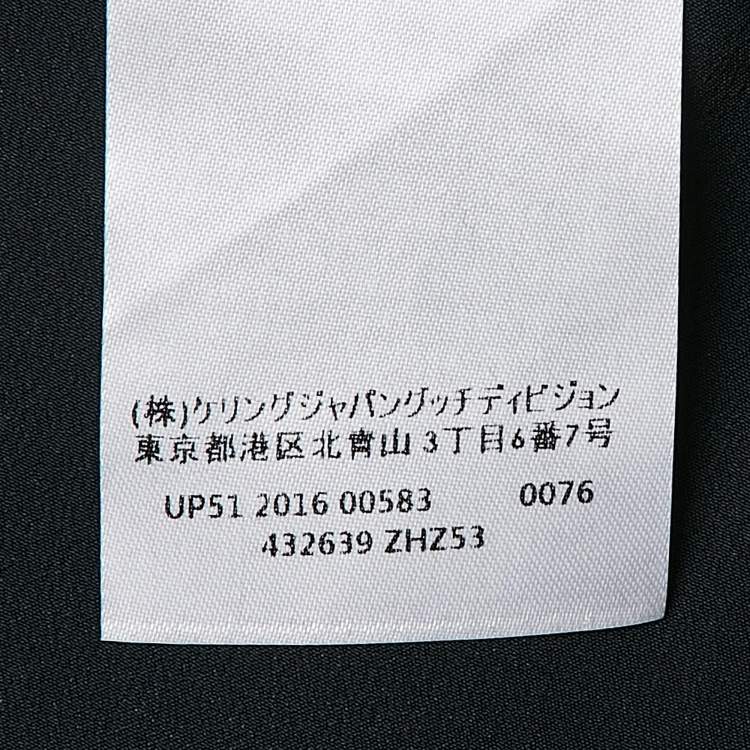 (株)ケリングジャパングッチディビジョン
東京都港区北青山3丁目6番7号
UP51 2016 00583 0076
432639 ZHZ53